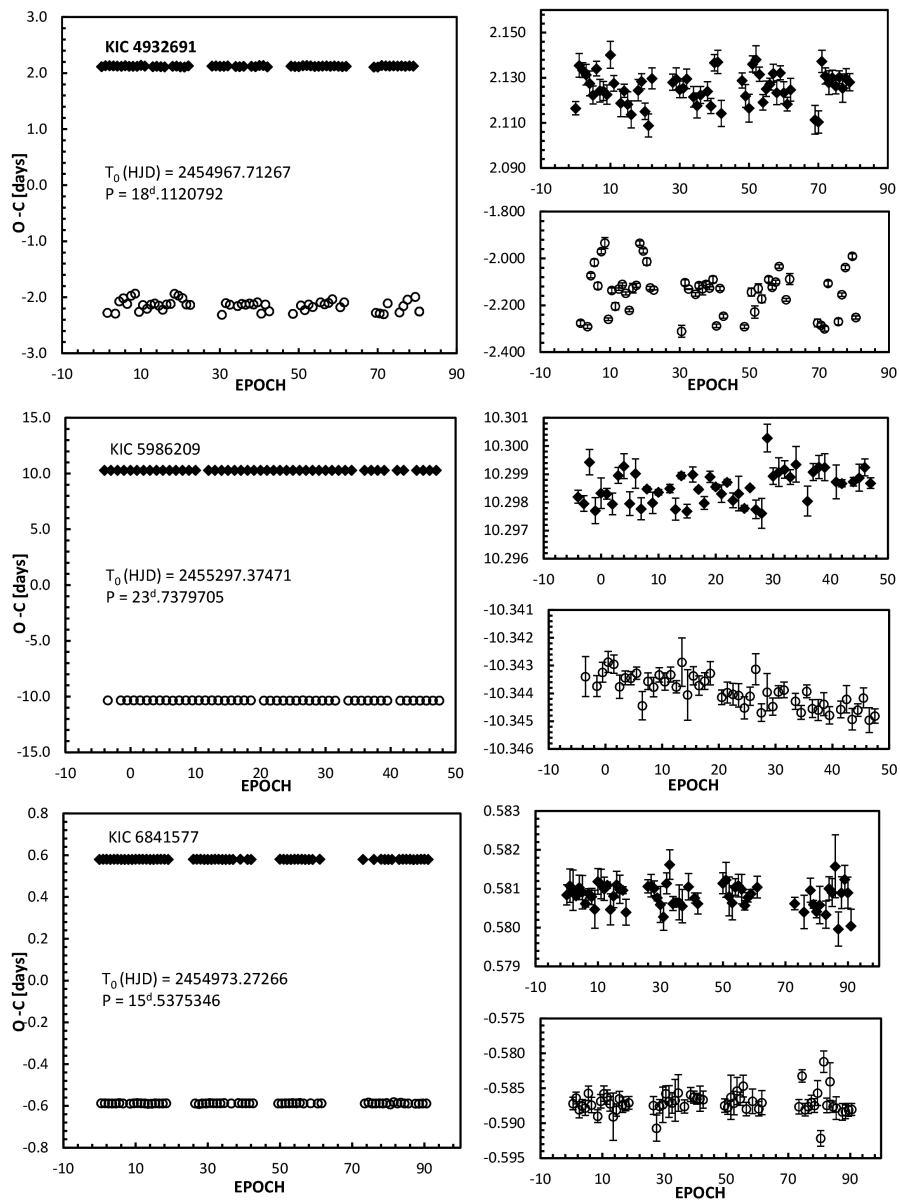 3.0
2.0
1.0
0.0
-1.0
-2.0
-3.0
O -C [days]
KIC 4932691
T0 (HJD) = 2454967.71267
P = 18d.1120792
-10 10 30 50 70 90
EPOCH
2.150
2.130
2.110
2.090
-10 10 30 50 70 90
-1.800
-2.000
-2.200
-2.400
-10 10 30 50 70 90
EPOCH
15.0
10.0
5.0
0.0
-5.0
-10.0
-15.0
O -C [days]
KIC 5986209
T0 (HJD) = 2455297.37471
P = 23d.7379705
-10 0 10 20 30 40 50
EPOCH
10.301
10.300
10.299
10.298
10.297
10.296
-10 0 10 20 30 40 50
-10.341
-10.342
-10.343
-10.344
-10.345
-10.346
-10 0 10 20 30 40 50
EPOCH
0.8
0.6
0.4
0.2
0.0
-0.2
-0.4
-0.6
-0.8
O -C [days]
KIC 6841577
T0 (HJD) = 2454973.27266
P = 15d.5375346
-10 10 30 50 70 90
EPOCH
0.583
0.582
0.581
0.580
0.579
-10 10 30 50 70 90
-0.575
-0.580
-0.585
-0.590
-0.595
-10 10 30 50 70 90
EPOCH